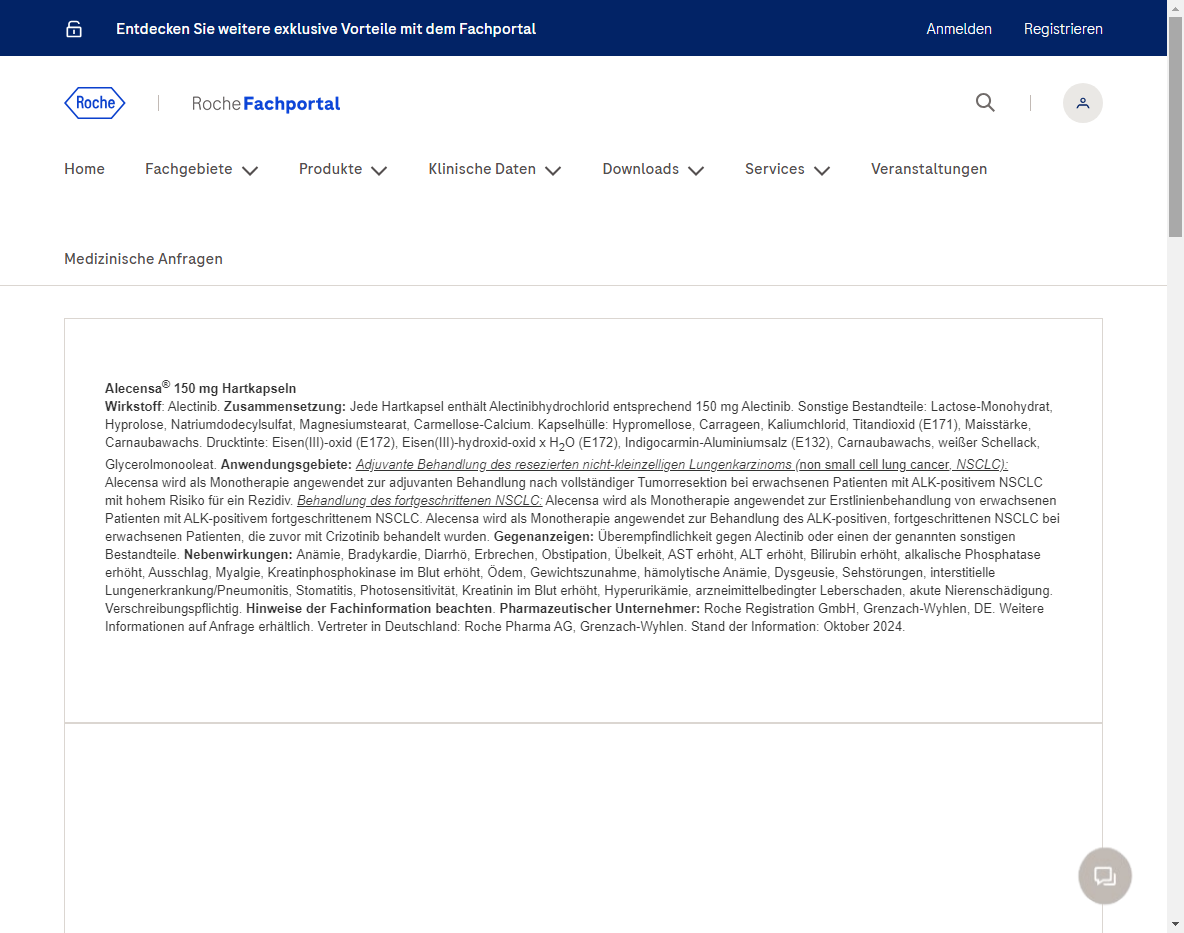 Entdecken Sie weitere exklusive Vorteile mit dem Fachportal
Anmelden
Registrieren
Roche
RocheFachportal
Home
Fachgebiete
Produkte
Klinische Daten
Downloads
Services
Veranstaltungen
Medizinische Anfragen
Alecensa® 150 mg Hartkapseln
Wirkstoff: Alectinib. Zusammensetzung: Jede Hartkapsel enthält Alectinibhydrochlorid entsprechend 150 mg Alectinib. Sonstige Bestandteile: Lactose-Monohydrat,
Hyprolose, Natriumdodecylsulfat, Magnesiumstearat, Carmellose-Calcium. Kapselhülle: Hypromellose, Carrageen, Kaliumchlorid, Titandioxid (E171), Maisstärke,
Carnaubawachs. Drucktinte: Eisen(III)-oxid (E172), Eisen(III)-hydroxid-oxid x H2O (E172), Indigocarmin-Aluminiumsalz (E132), Carnaubawachs, weißer Schellack,
Glycerolmonooleat. Anwendungsgebiete: Adjuvante Behandlung des resezierten nicht-kleinzelligen Lungenkarzinoms (non small cell lung cancer, NSCLC):
Alecensa wird als Monotherapie angewendet zur adjuvanten Behandlung nach vollständiger Tumorresektion bei erwachsenen Patienten mit ALK-positivem NSCLC
mit hohem Risiko für ein Rezidiv. Behandlung des fortgeschrittenen NSCLC: Alecensa wird als Monotherapie angewendet zur Erstlinienbehandlung von erwachsenen
Patienten mit ALK-positivem fortgeschrittenem NSCLC. Alecensa wird als Monotherapie angewendet zur Behandlung des ALK-positiven, fortgeschrittenen NSCLC bei
erwachsenen Patienten, die zuvor mit Crizotinib behandelt wurden. Gegenanzeigen: Überempfindlichkeit gegen Alectinib oder einen der genannten sonstigen
Bestandteile. Nebenwirkungen: Anämie, Bradykardie, Diarrhö, Erbrechen, Obstipation, Übelkeit, AST erhöht, ALT erhöht, Bilirubin erhöht, alkalische Phosphatase
erhöht, Ausschlag, Myalgie, Kreatinphosphokinase im Blut erhöht, Ödem, Gewichtszunahme, hämolytische Anämie, Dysgeusie, Sehstörungen, interstitielle
Lungenerkrankung/Pneumonitis, Stomatitis, Photosensitivität, Kreatinin im Blut erhöht, Hyperurikämie, arzneimittelbedingter Leberschaden, akute Nierenschädigung.
Verschreibungspflichtig. Hinweise der Fachinformation beachten. Pharmazeutischer Unternehmer: Roche Registration GmbH, Grenzach-Wyhlen, DE. Weitere
Informationen auf Anfrage erhältlich. Vertreter in Deutschland: Roche Pharma AG, Grenzach-Wyhlen. Stand der Information: Oktober 2024.